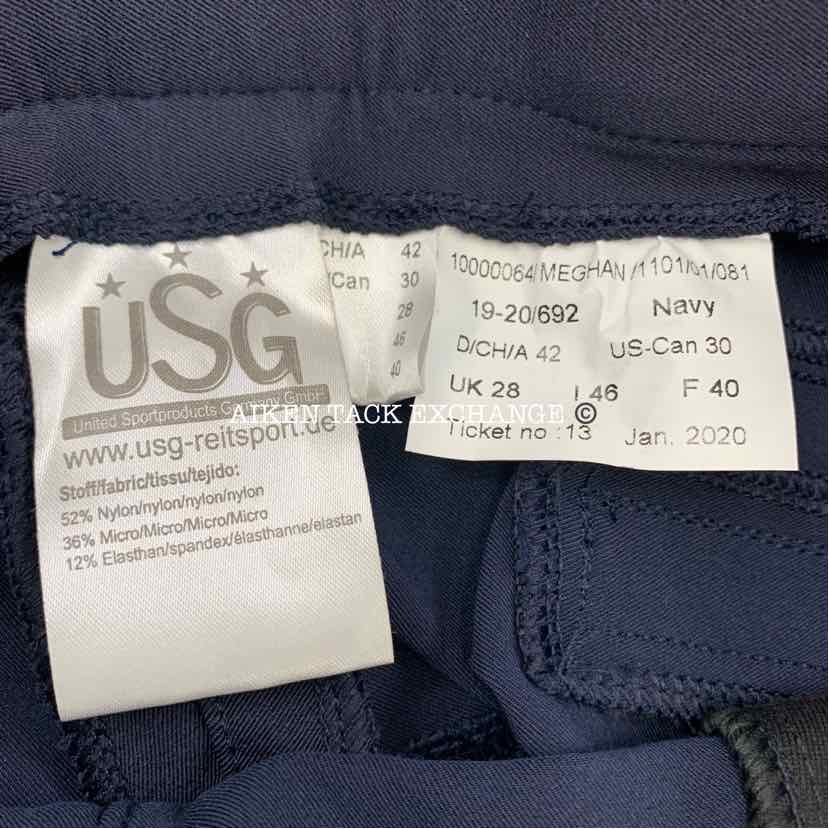 USG
United Sportproducts Germany GmbH
www.usg-reitsport.de
Stoff/fabric/tissu/tejido:
52% Nylon/nylon/nylon/nylon
36% Micro/Micro/Micro/Micro
12% Elasthan/spandex/élasthanne/elastan
CH/A 42
/Can 30
28
46
40
10000064/MEGHAN/1101/01/081
19-20/692 Navy
D/CH/A 42 US-Can 30
UK 28 I 46 F 40
Ticket no : 13 Jan. 2020
AIKEN TACK EXCHANGE ©